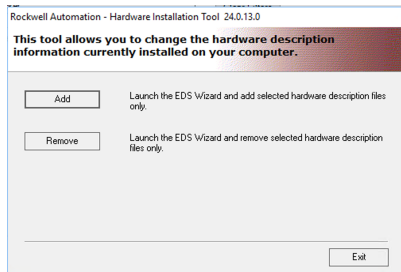 Rockwell Automation - Hardware Installation Tool 24.0.13.0
This tool allows you to change the hardware description
information currently installed on your computer.
Add
Launch the EDS Wizard and add selected hardware description files
only.
Remove
Launch the EDS Wizard and remove selected hardware description
files only.
Exit